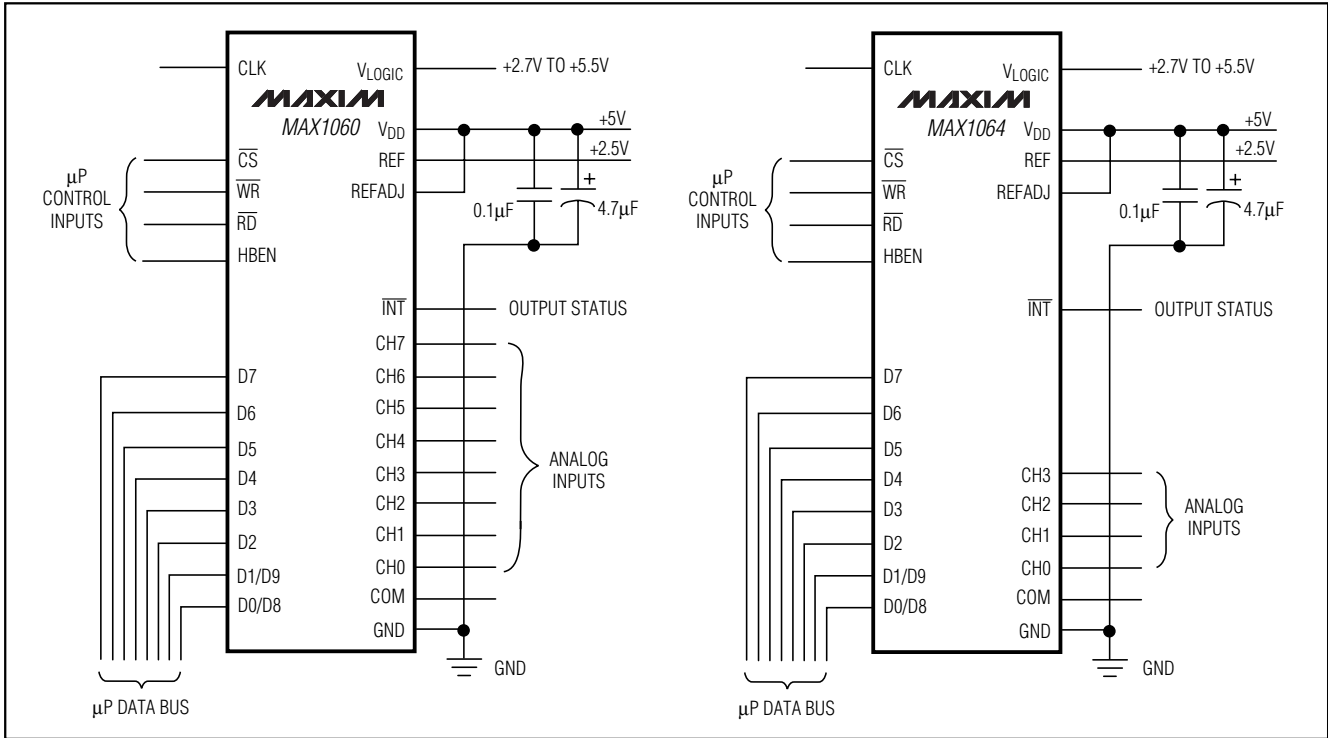 CLK
VLOGIC
+2.7V TO +5.5V
MAXIM
MAX1060
VDD
+5V
CS
REF
+2.5V
WR
REFADJ
RD
HBEN
µP
CONTROL
INPUTS
0.1µF
+
4.7µF
INT
OUTPUT STATUS
CH7
CH6
CH5
CH4
CH3
CH2
CH1
CH0
ANALOG
INPUTS
COM
GND
GND
D7
D6
D5
D4
D3
D2
D1/D9
D0/D8
µP DATA BUS
CLK
VLOGIC
+2.7V TO +5.5V
MAXIM
MAX1064
VDD
+5V
CS
REF
+2.5V
WR
REFADJ
RD
HBEN
µP
CONTROL
INPUTS
0.1µF
+
4.7µF
INT
OUTPUT STATUS
CH3
CH2
CH1
CH0
ANALOG
INPUTS
COM
GND
GND
D7
D6
D5
D4
D3
D2
D1/D9
D0/D8
µP DATA BUS